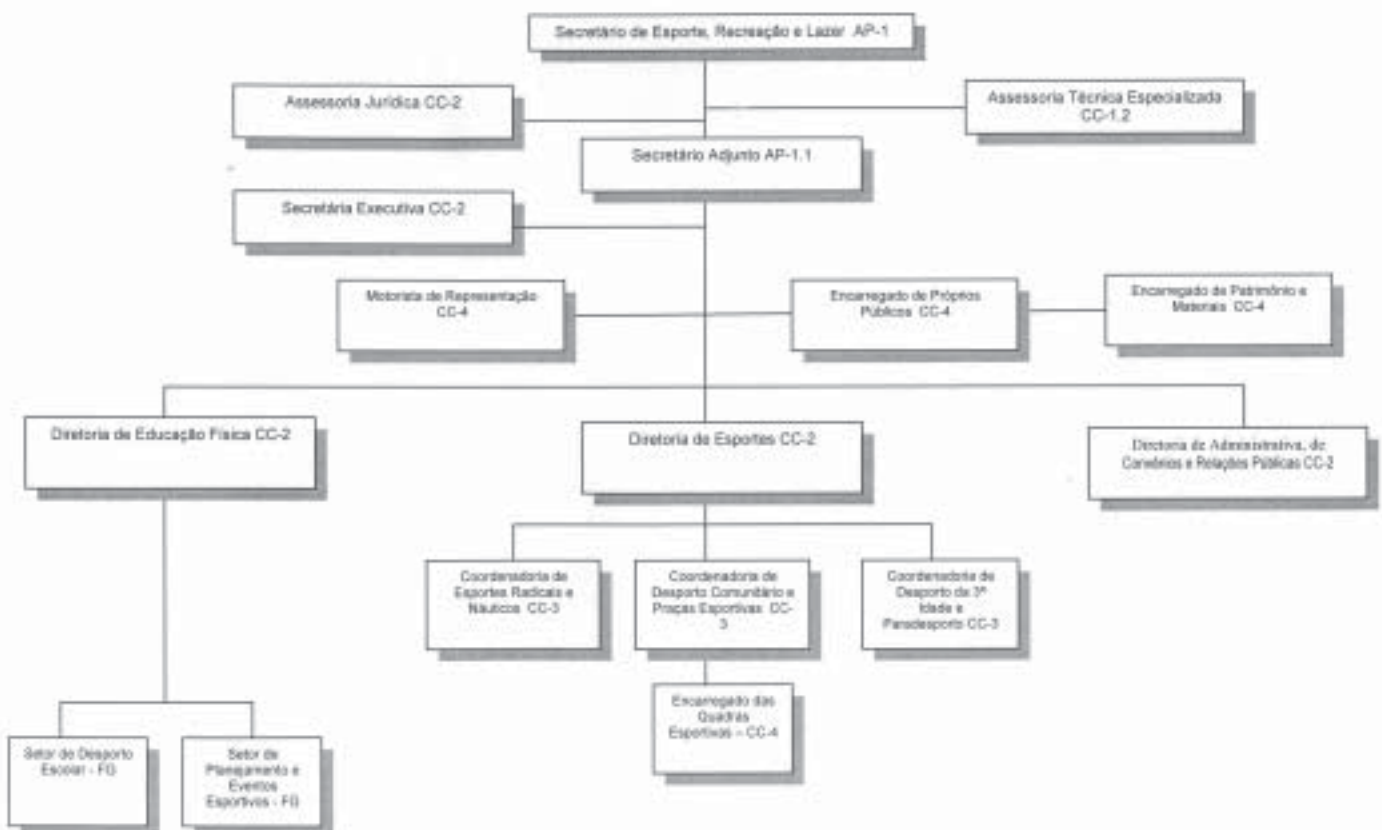 Secretário de Esporte, Recreação e Lazer AP-1
Assessoria Jurídica CC-2
Assessoria Técnica Especializada
CC-1.2
Secretário Adjunto AP-1.1
Secretária Executiva CC-2
Motorista de Representação
CC-4
Encarregado de Próprios
Públicos CC-4
Encarregado de Patrimônio e
Materiais CC-4
Diretoria de Educação Física CC-2
Diretoria de Esportes CC-2
Diretoria de Administrativa, de
Convênios e Relações Públicas CC-2
Coordenadoria de
Esportes Radicais e
Náuticos CC-3
Coordenadoria de
Desporto Comunitário e
Praças Esportivas CC-
3
Coordenadoria de
Desporto da 3ª
Idade e
Paradesporto CC-3
Encarregado das
Quadras
Esportivas – CC-4
Setor de Desporto
Escolar - FG
Setor de
Planejamento e
Eventos
Esportivos - FG